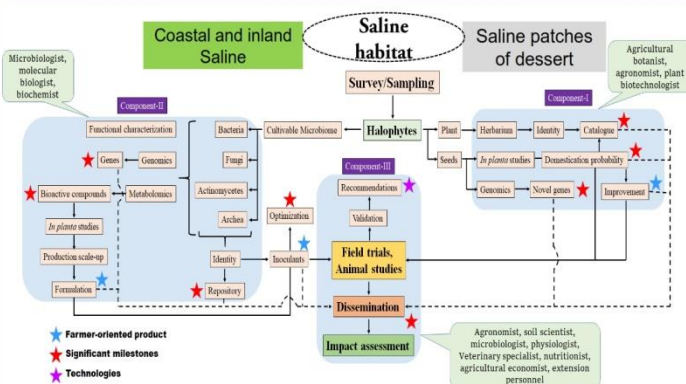 Coastal and inland
Saline
Saline
habitat
Saline patches
of dessert
Microbiologist,
molecular
biologist,
biochemist
Agricultural
botanist,
agronomist, plant
biotechnologist
Survey/Sampling
Component-II
Component-I
Functional characterization
Bacteria
Cultivable Microbiome
Halophytes
Plant
Herbarium
Identity
Catalogue
Genes
Genomics
Fungi
Component-III
Seeds
In planta studies
Domestication probability
Bioactive compounds
Metabolomics
Actinomycetes
Recommendations
Genomics
Novel genes
Improvement
In planta studies
Archea
Optimization
Validation
Production scale-up
Identity
Inoculants
Field trials,
Animal studies
Formulation
Repository
Dissemination
Farmer-oriented product
Significant milestones
Technologies
Impact assessment
Agronomist, soil scientist,
microbiologist, physiologist,
Veterinary specialist, nutritionist,
agricultural economist, extension
personnel